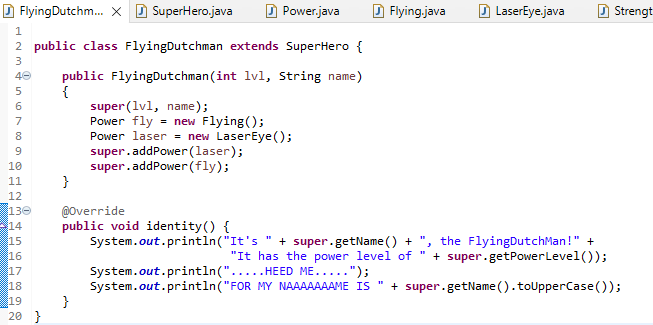 FlyingDutchm... SuperHero.java Power.java Flying.java LaserEye.java Strengt
1
2 public class FlyingDutchman extends SuperHero {
3
4 public FlyingDutchman(int lvl, String name)
5 {
6 super(lvl, name);
7 Power fly = new Flying();
8 Power laser = new LaserEye();
9 super.addPower(laser);
10 super.addPower(fly);
11 }
12
13 @Override
14 public void identity() {
15 System.out.println("It's " + super.getName() + ", the FlyingDutchMan!" +
16 "It has the power level of " + super.getPowerLevel());
17 System.out.println(".....HEED ME.....");
18 System.out.println("FOR MY NAAAAAAAME IS " + super.getName().toUpperCase());
19 }
20 }